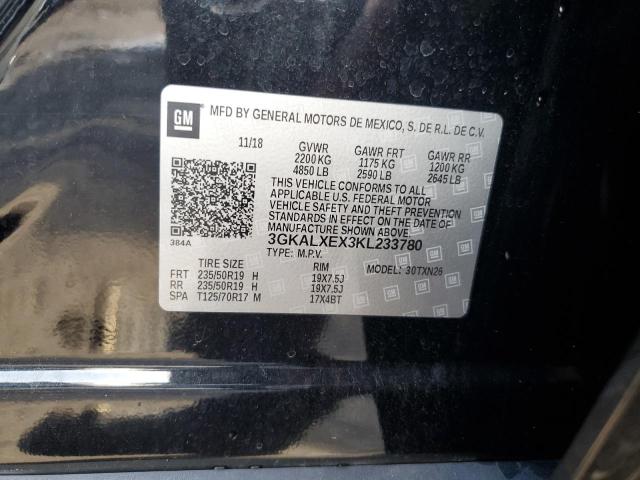 GM
MFD BY GENERAL MOTORS DE MEXICO, S. DE R.L. DE C.V.
11/18 GVWR GAWR FRT GAWR RR
2200 KG 1175 KG 1200 KG
4850 LB 2590 LB 2645 LB
THIS VEHICLE CONFORMS TO ALL
APPLICABLE U.S. FEDERAL MOTOR
VEHICLE SAFETY AND THEFT PREVENTION
STANDARDS IN EFFECT ON THE DATE OF
MANUFACTURE SHOWN ABOVE.
384A
3GKALXEX3KL233780
TYPE: M.P.V. MODEL: 30TXN26
TIRE SIZE RIM
FRT 235/50R19 H 19X7.5J
RR 235/50R19 H 19X7.5J
SPA T125/70R17 M 17X4BT